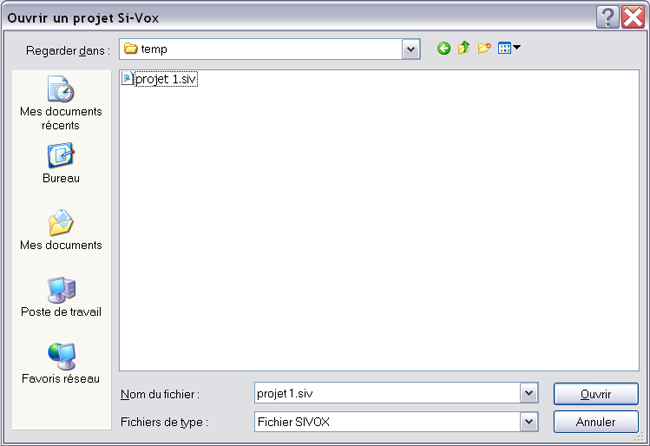 Ouvrir un projet Si-Vox
Regarder dans :
temp
projet 1.siv
Mes documents
récents
Bureau
Mes documents
Poste de travail
Favoris réseau
Nom du fichier :
projet 1.siv
Ouvrir
Fichiers de type :
Fichier SIVOX
Annuler